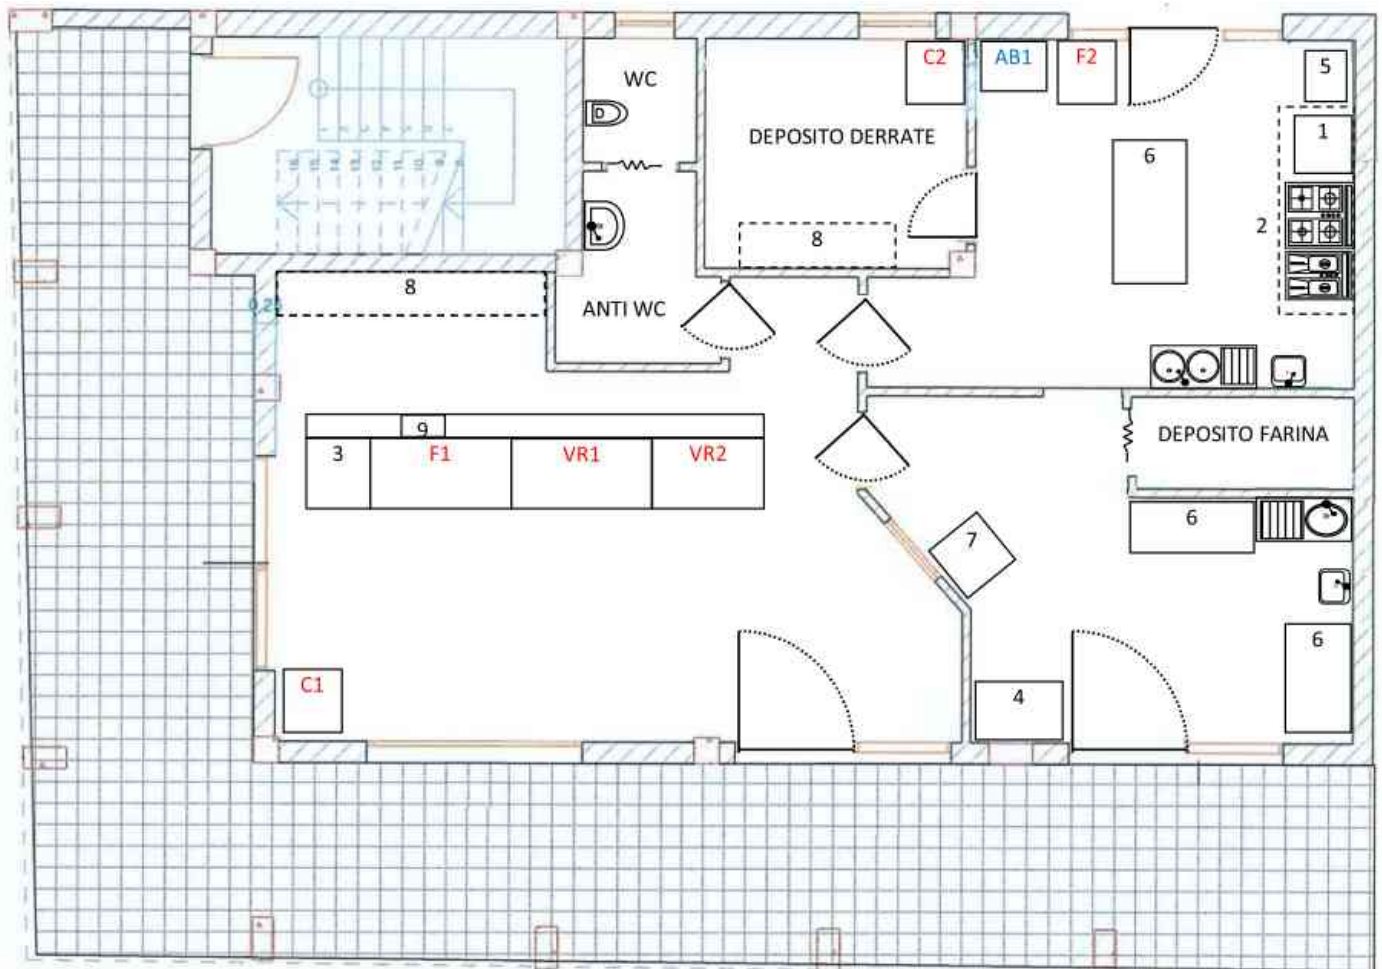 WC
C2
AB1
F2
5
D
DEPOSITO DERRATE
1
6
2
8
8
ANTI WC
0,25
9
3
F1
VR1
VR2
DEPOSITO FARINA
6
7
C1
4
6